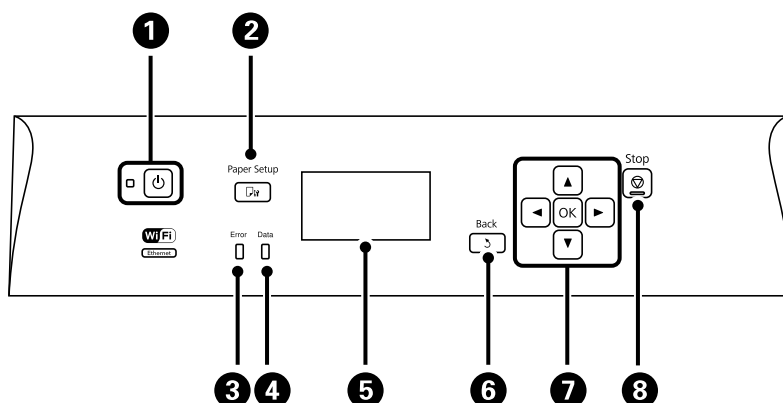 1 2
Paper Setup
Stop
OK
Back
WiFi
Ethernet
Error Data
3 4 5 6 7 8